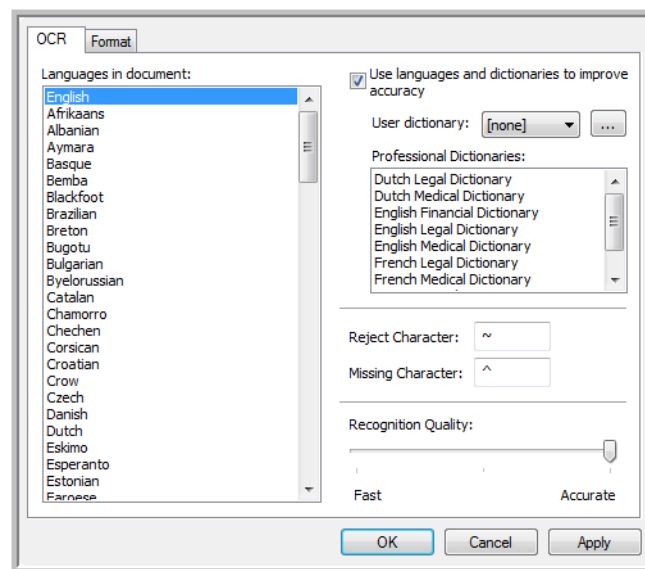 OCR
Format
Languages in document:
English
Afrikaans
Albanian
Aymara
Basque
Bemba
Blackfoot
Brazilian
Breton
Bugotu
Bulgarian
Byelorussian
Catalan
Chamorro
Chechen
Corsican
Croatian
Crow
Czech
Danish
Dutch
Eskimo
Esperanto
Estonian
Faroese
Use languages and dictionaries to improve
accuracy
User dictionary:
[none]
...
Professional Dictionaries:
Dutch Legal Dictionary
Dutch Medical Dictionary
English Financial Dictionary
English Legal Dictionary
English Medical Dictionary
French Legal Dictionary
French Medical Dictionary
Reject Character:
~
Missing Character:
^
Recognition Quality:
Fast
Accurate
OK
Cancel
Apply